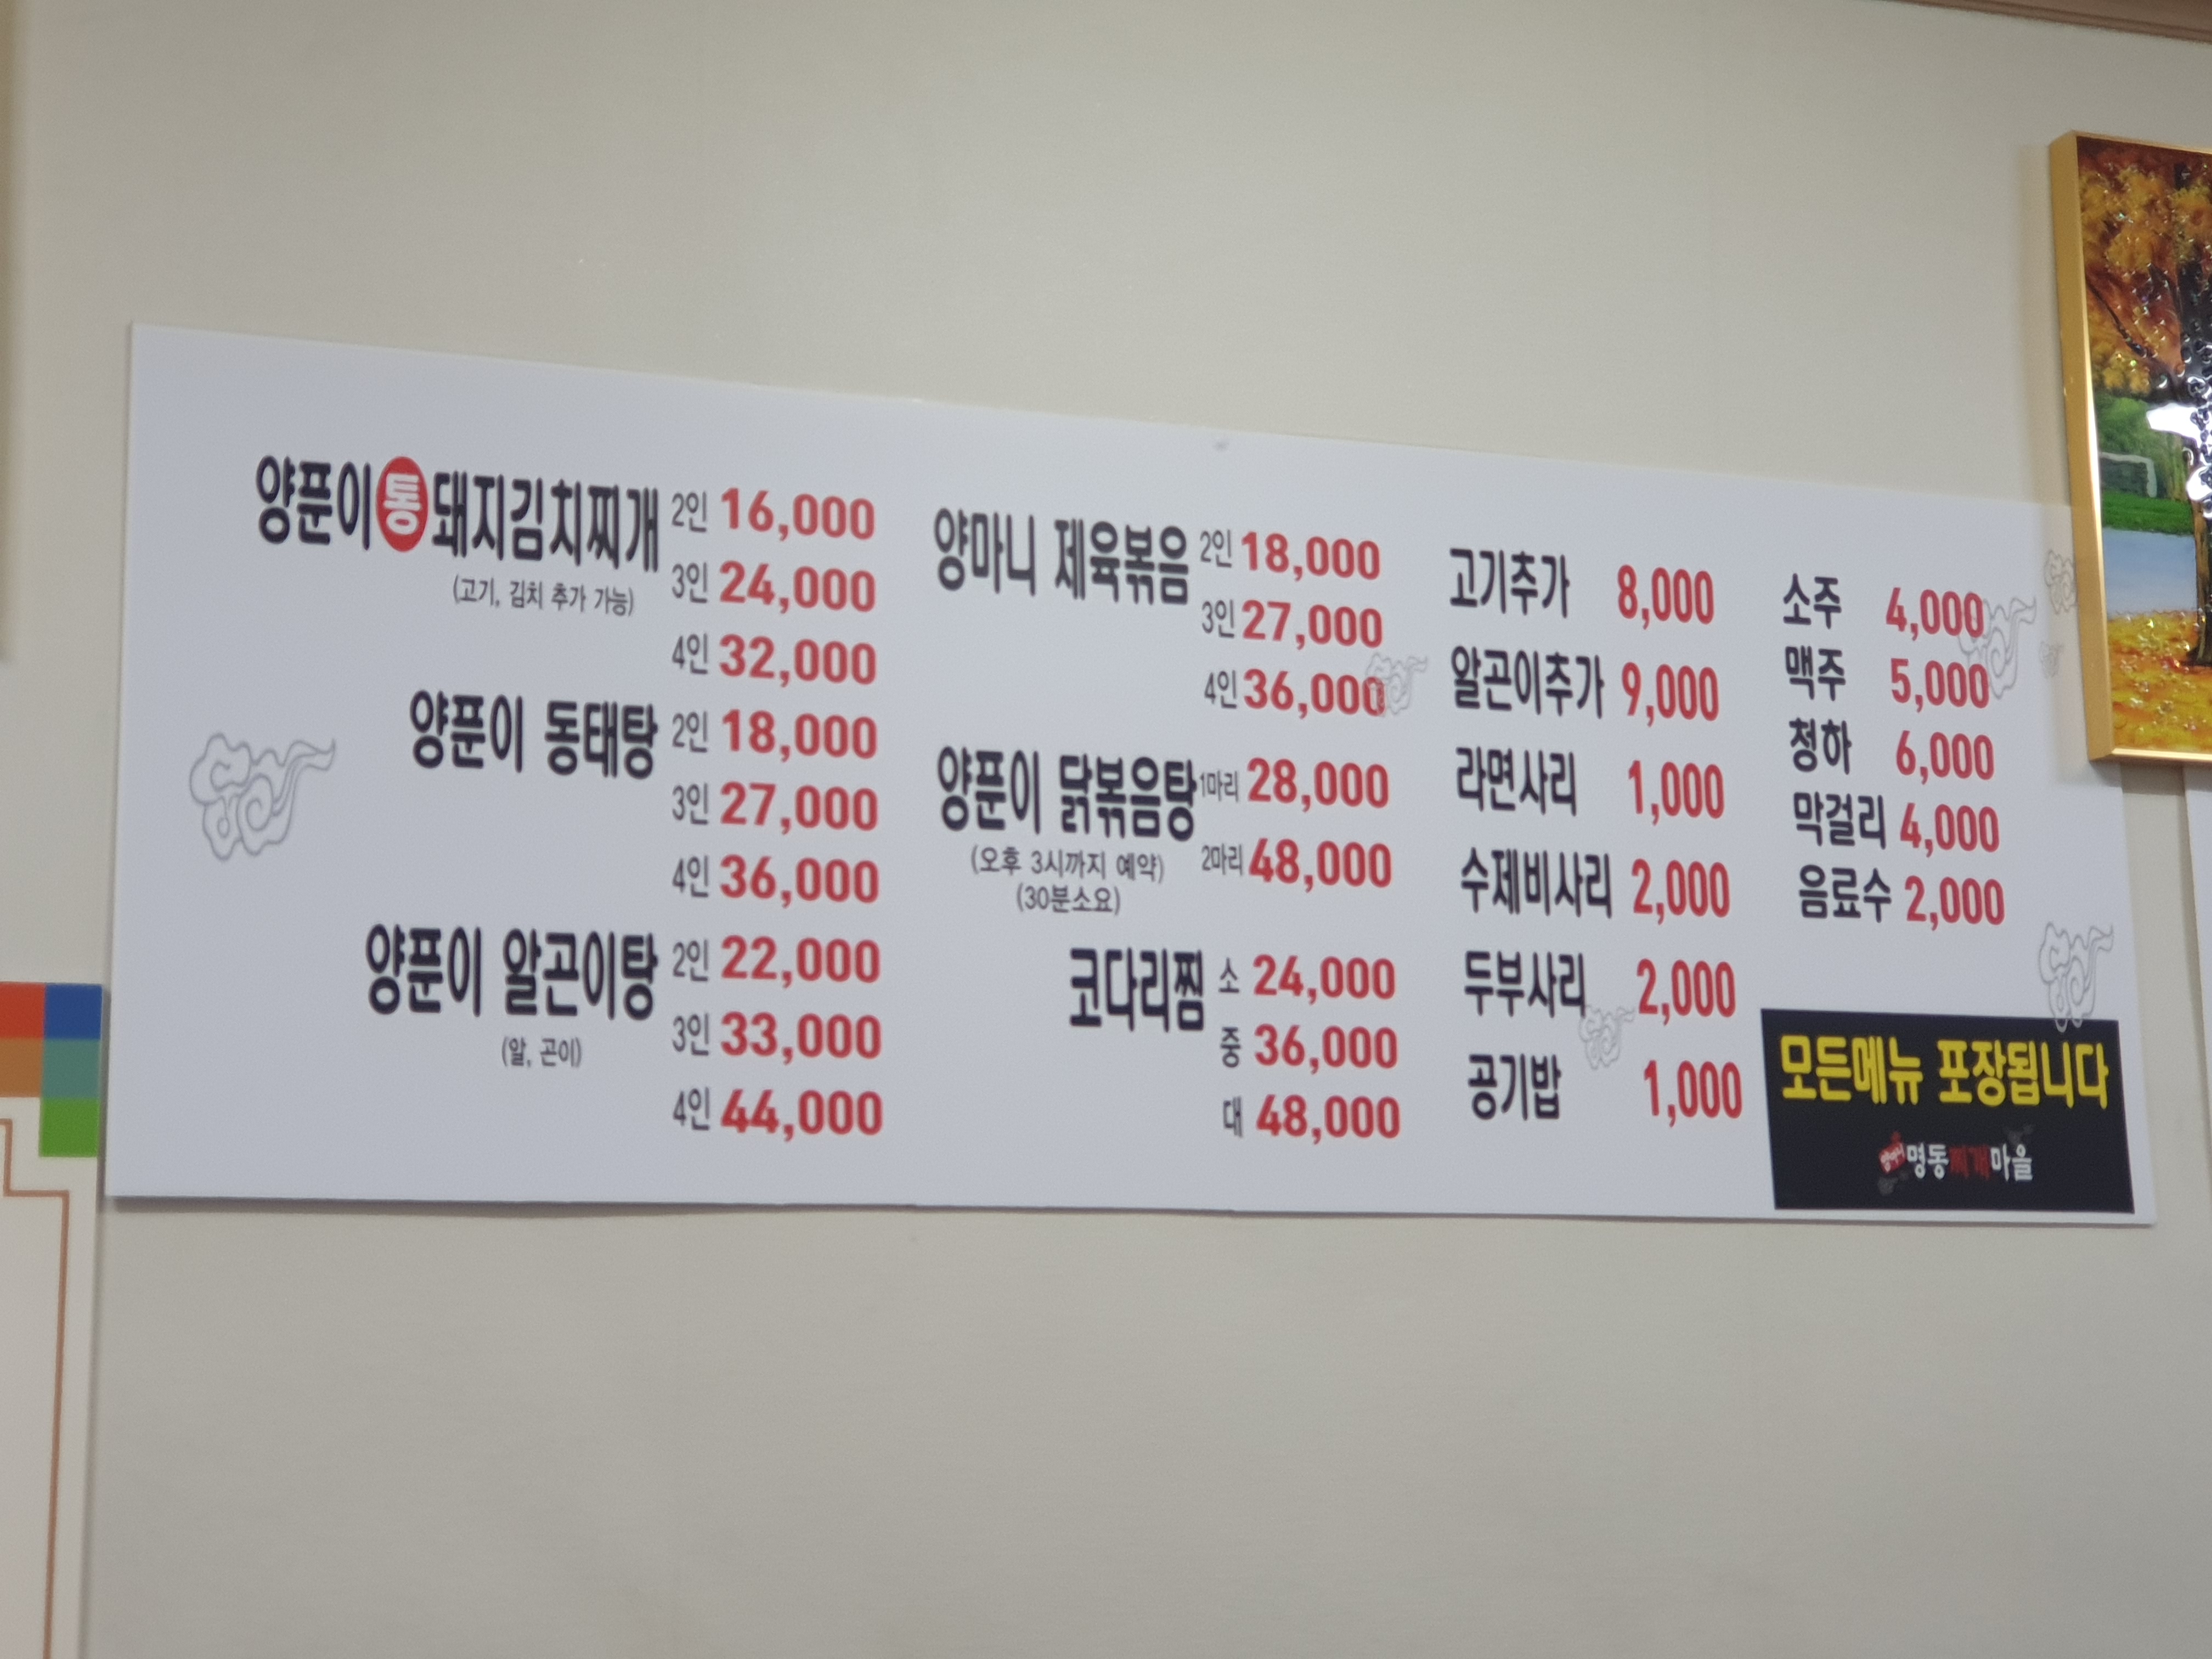 양푼이 통 돼지김치찌개 2인 16,000
(고기, 김치 추가 가능) 3인 24,000
4인 32,000
양푼이 동태탕 2인 18,000
3인 27,000
4인 36,000
양푼이 알곤이탕 2인 22,000
(알, 곤이) 3인 33,000
4인 44,000
양마니 제육볶음 2인 18,000
3인 27,000
4인 36,000
양푼이 닭볶음탕 1마리 28,000
(오후 3시까지 예약) 2마리 48,000
(30분소요)
코다리찜 소 24,000
중 36,000
대 48,000
고기추가 8,000
알곤이추가 9,000
라면사리 1,000
수제비사리 2,000
두부사리 2,000
공기밥 1,000
소주 4,000
맥주 5,000
청하 6,000
막걸리 4,000
음료수 2,000
모든메뉴 포장됩니다
명동찌개마을